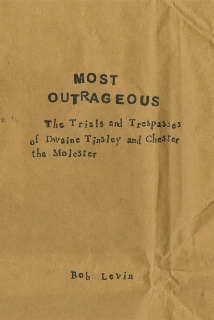 MOST
OUTRAGEOUS
The Trials and Trespasses
of Dwaine Tinsley and Chester
the Molester
Bob Levin